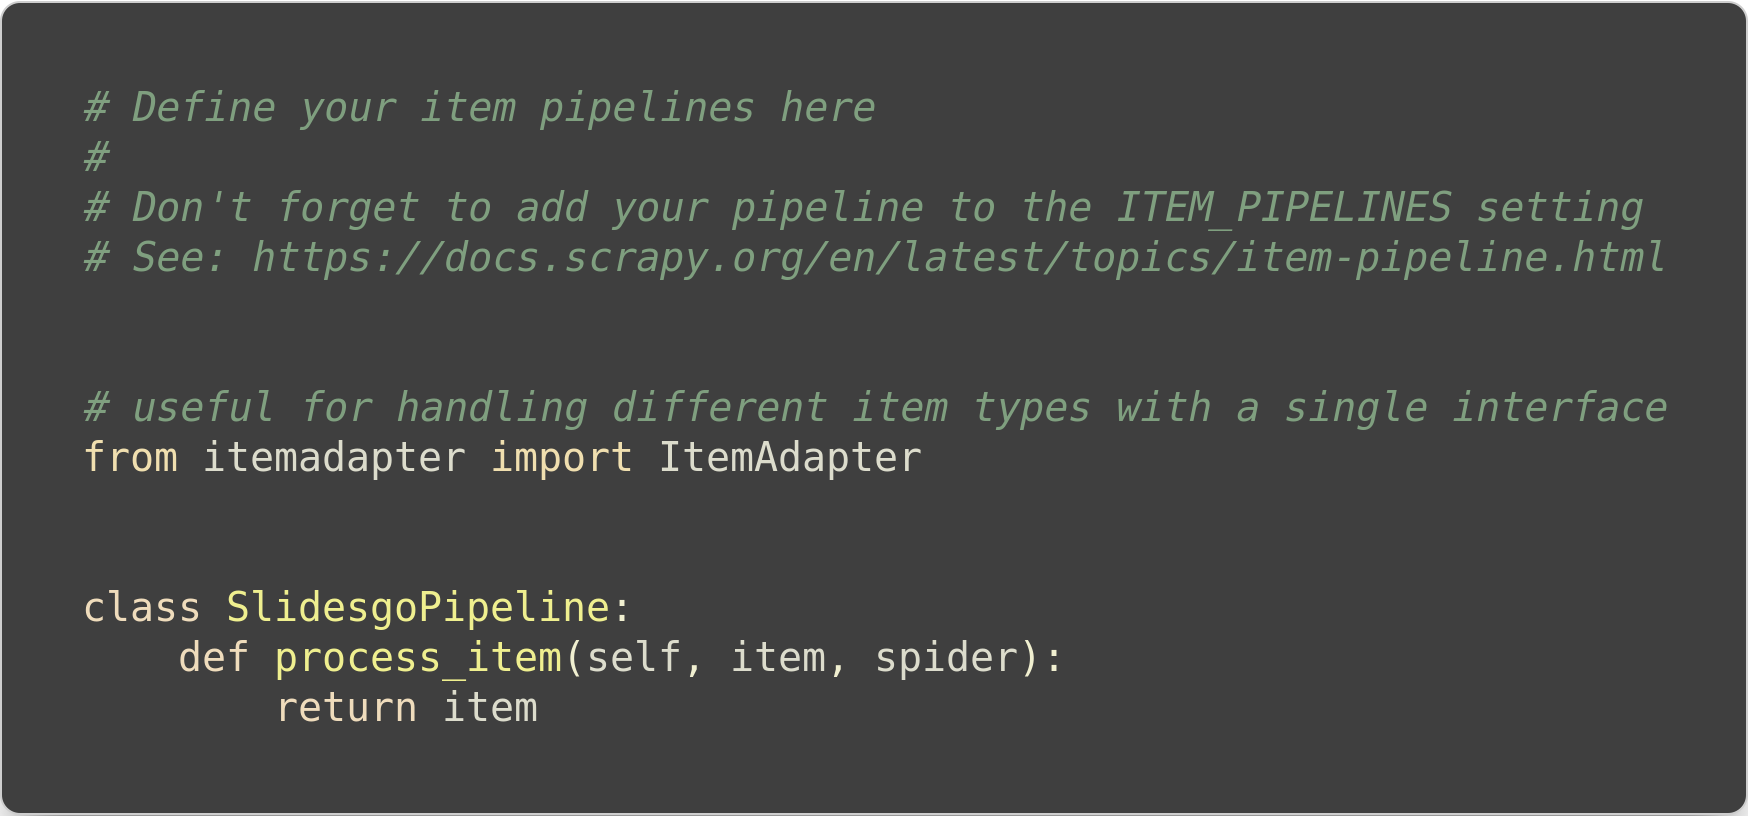 # Define your item pipelines here
#
# Don't forget to add your pipeline to the ITEM_PIPELINES setting
# See: https://docs.scrapy.org/en/latest/topics/item-pipeline.html
# useful for handling different item types with a single interface
from itemadapter import ItemAdapter
class SlidesgoPipeline:
    def process_item(self, item, spider):
        return item